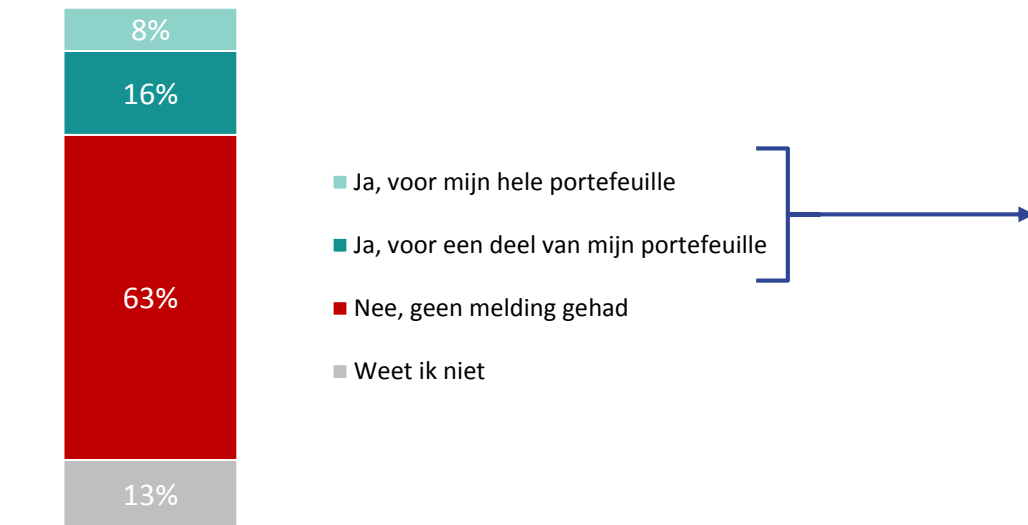 8%
16%
63%
13%
Ja, voor mijn hele portefeuille
Ja, voor een deel van mijn portefeuille
Nee, geen melding gehad
Weet ik niet